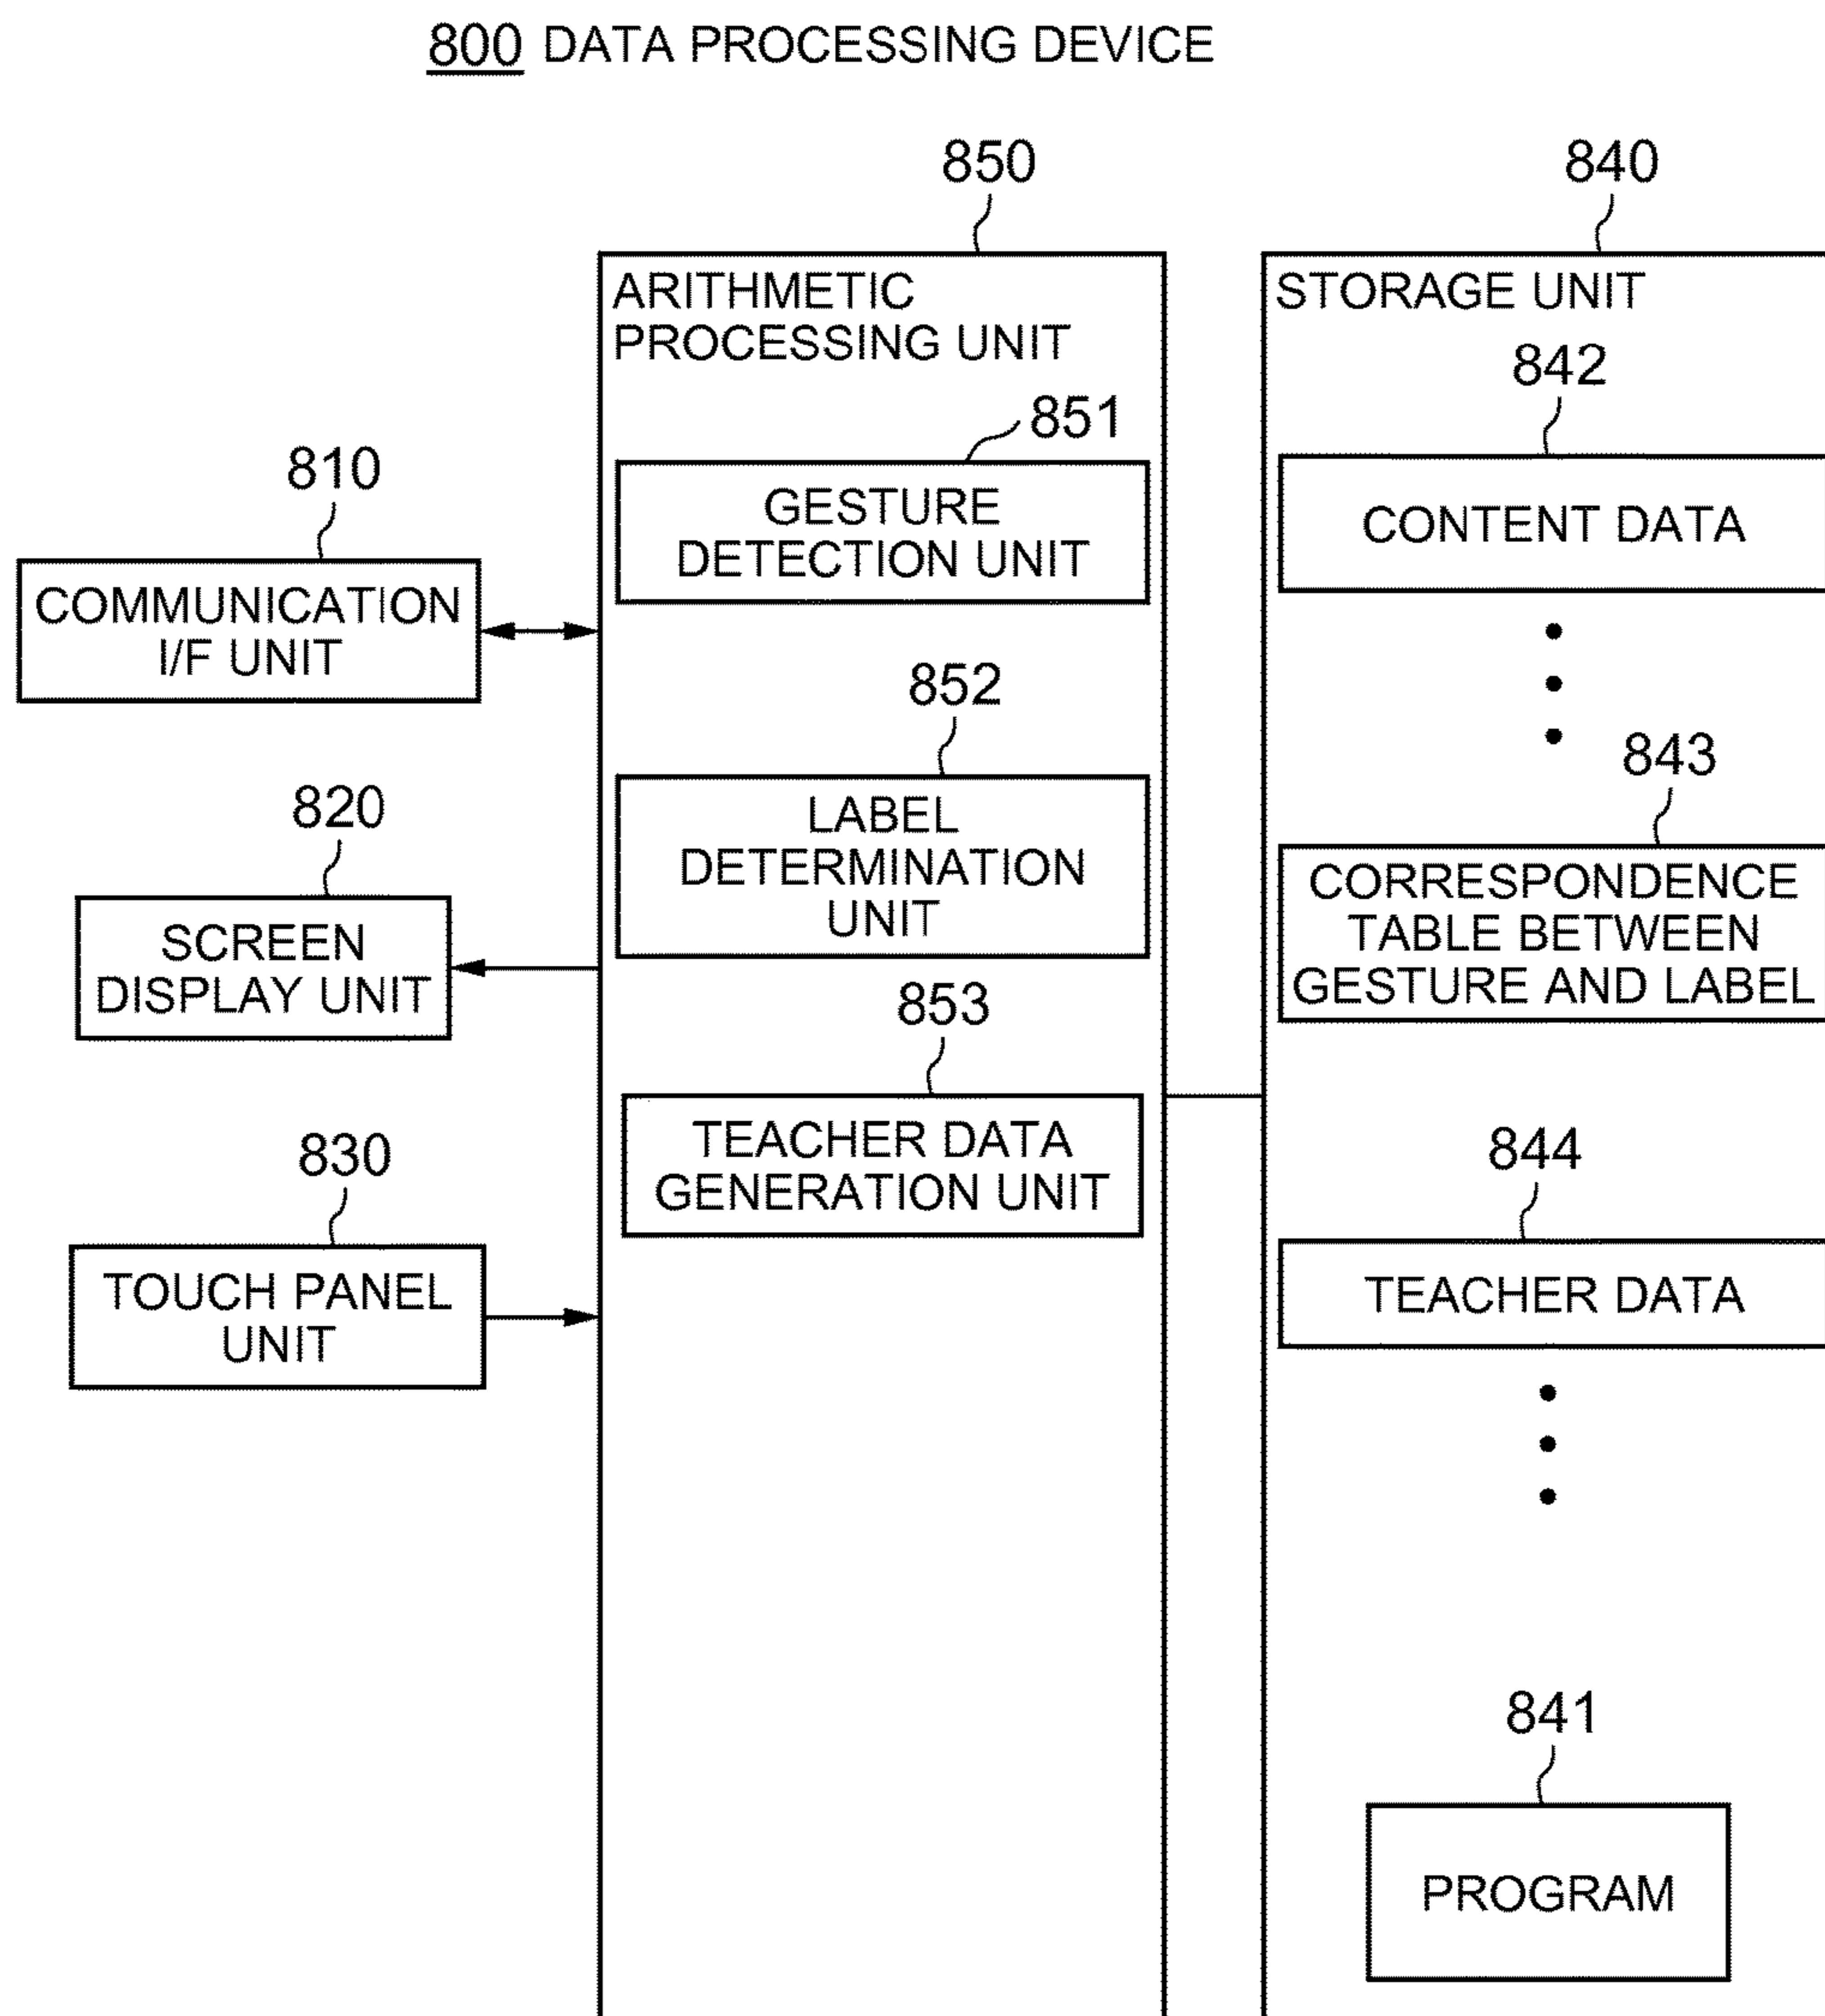 800 DATA PROCESSING DEVICE
810
COMMUNICATION
I/F UNIT
820
SCREEN
DISPLAY UNIT
830
TOUCH PANEL
UNIT
850
ARITHMETIC
PROCESSING UNIT
851
GESTURE
DETECTION UNIT
852
LABEL
DETERMINATION
UNIT
853
TEACHER DATA
GENERATION UNIT
840
STORAGE UNIT
842
CONTENT DATA
843
CORRESPONDENCE
TABLE BETWEEN
GESTURE AND LABEL
844
TEACHER DATA
841
PROGRAM